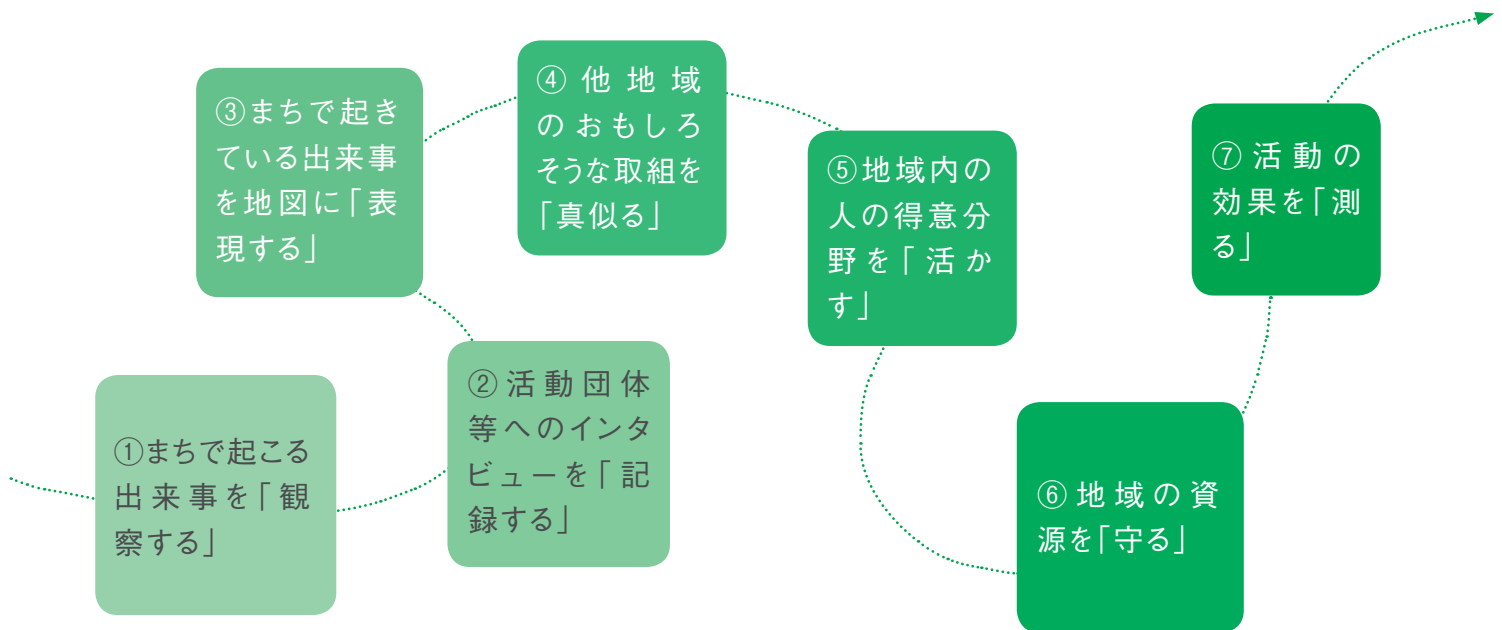 ①まちで起こる
出来事を「観
察する」
②活動団体
等へのインタ
ビューを「記
録する」
③まちで起き
ている出来事
を地図に「表
現する」
④他地域
のおもしろ
そうな取組を
「真似る」
⑤地域内の
人の得意分
野を「活か
す」
⑥地域の資
源を「守る」
⑦活動の
効果を「測
る」